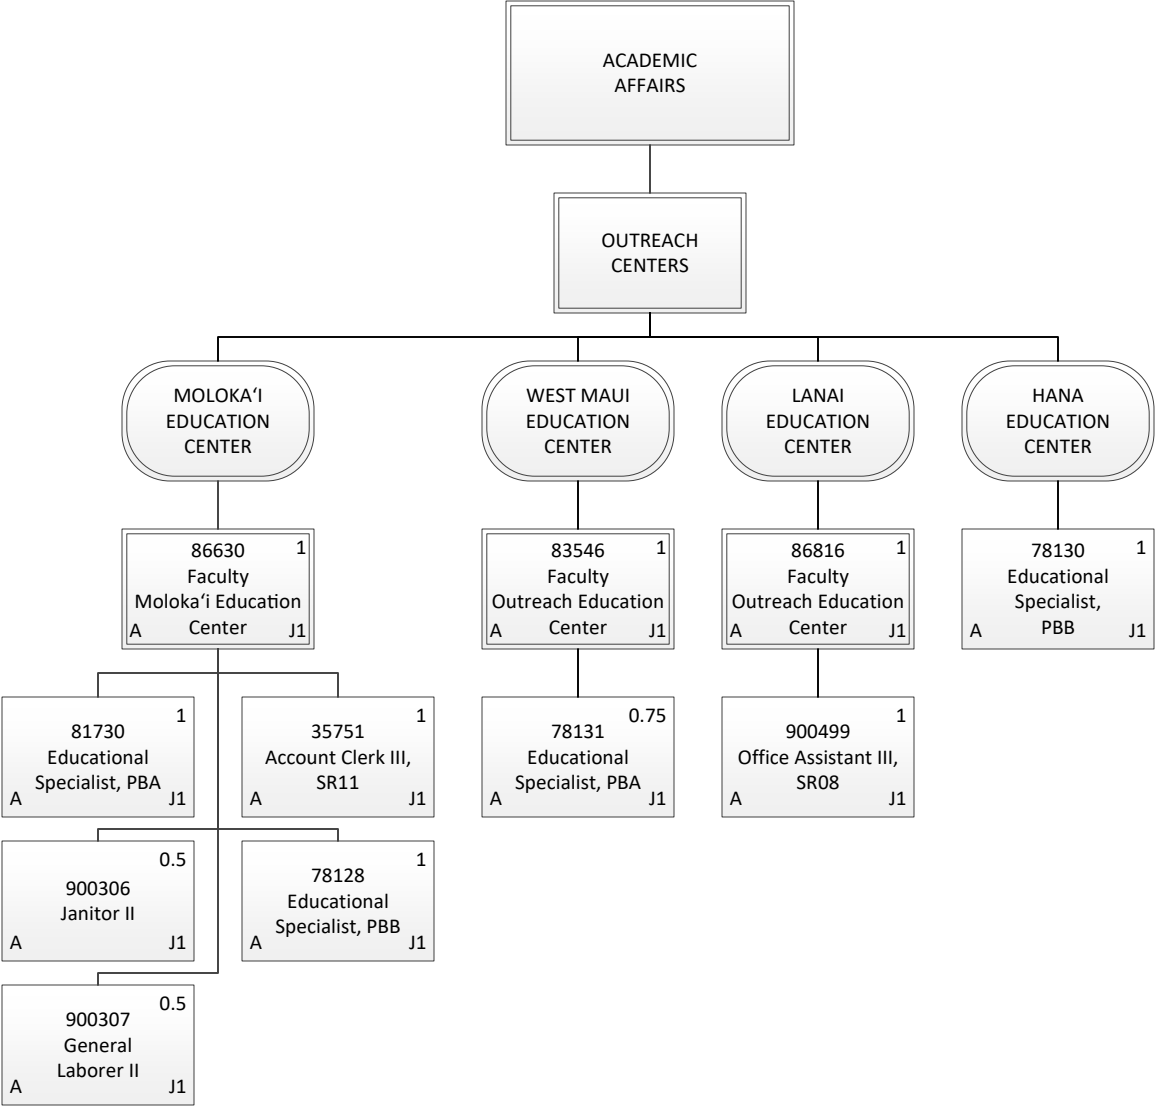 ACADEMIC
AFFAIRS
OUTREACH
CENTERS
MOLOKA‘I
EDUCATION
CENTER
WEST MAUI
EDUCATION
CENTER
LANAI
EDUCATION
CENTER
HANA
EDUCATION
CENTER
86630 1
Faculty
Moloka‘i Education
Center
A J1
83546 1
Faculty
Outreach Education
Center
A J1
86816 1
Faculty
Outreach Education
Center
A J1
78130 1
Educational
Specialist,
PBB
A J1
1
81730
Educational
Specialist, PBA
A J1
1
35751
Account Clerk III,
SR11
A J1
0.75
78131
Educational
Specialist, PBA
A J1
1
900499
Office Assistant III,
SR08
A J1
0.5
900306
Janitor II
A J1
1
78128
Educational
Specialist, PBB
A J1
0.5
900307
General
Laborer II
A J1